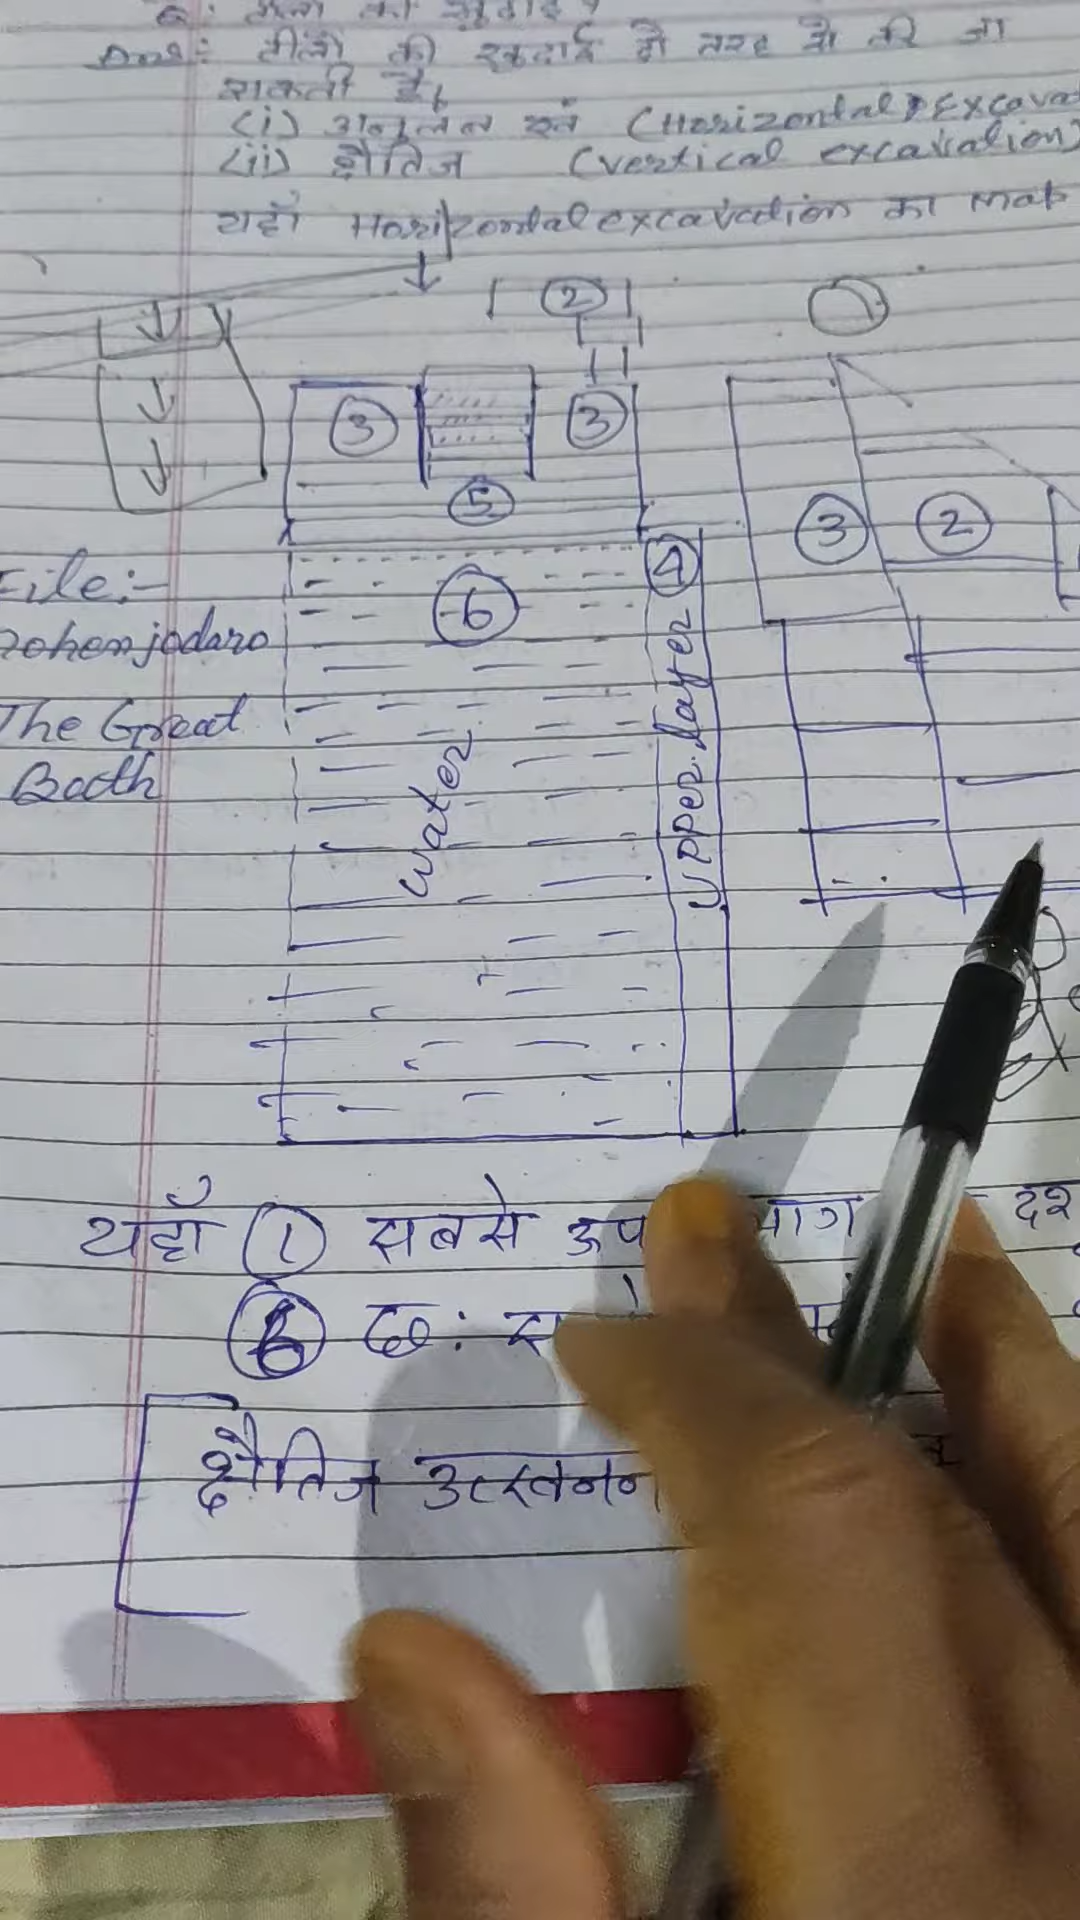 Ans: टीलों की खुदाई दो तरह से की जा
सकती है,
(i) अनुलंब एवं (Horizontal Excava
(ii) क्षैतिज (vertical excavation)
यहाँ Horizontal excavation का map
2
1
3
3
5
3
2
4
6
File:-
ohenjodaro
The Great
Bath
water
Upper layer
यहाँ 1 सबसे ऊप भाग
6 छ:
क्षैतिज उत्खनन